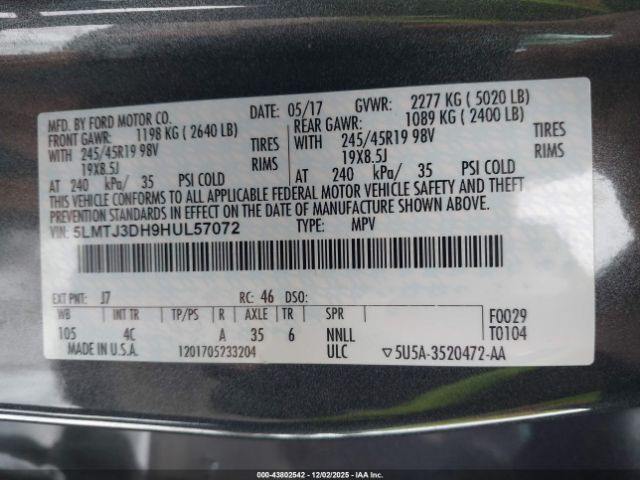 MFD. BY FORD MOTOR CO. DATE: 05/17 GVWR: 2277 KG ( 5020 LB)
FRONT GAWR: 1198 KG ( 2640 LB) REAR GAWR: 1089 KG ( 2400 LB)
WITH 245/45R19 98V TIRES WITH 245/45R19 98V TIRES
19X8.5J RIMS 19X8.5J RIMS
AT 240 kPa/ 35 PSI COLD AT 240 kPa/ 35 PSI COLD
THIS VEHICLE CONFORMS TO ALL APPLICABLE FEDERAL MOTOR VEHICLE SAFETY AND THEFT
PREVENTION STANDARDS IN EFFECT ON THE DATE OF MANUFACTURE SHOWN ABOVE.
VIN: 5LMTJ3DH9HUL57072 TYPE: MPV
EXT PNT: J7 RC: 46 DSO:
WB INT TR TP/PS R AXLE TR SPR F0029
105 4C A 35 6 NNLL T0104
MADE IN U.S.A. 1201705233204 ULC ▽5U5A-3520472-AA
000-43802542 • 12/02/2025 • IAA Inc.